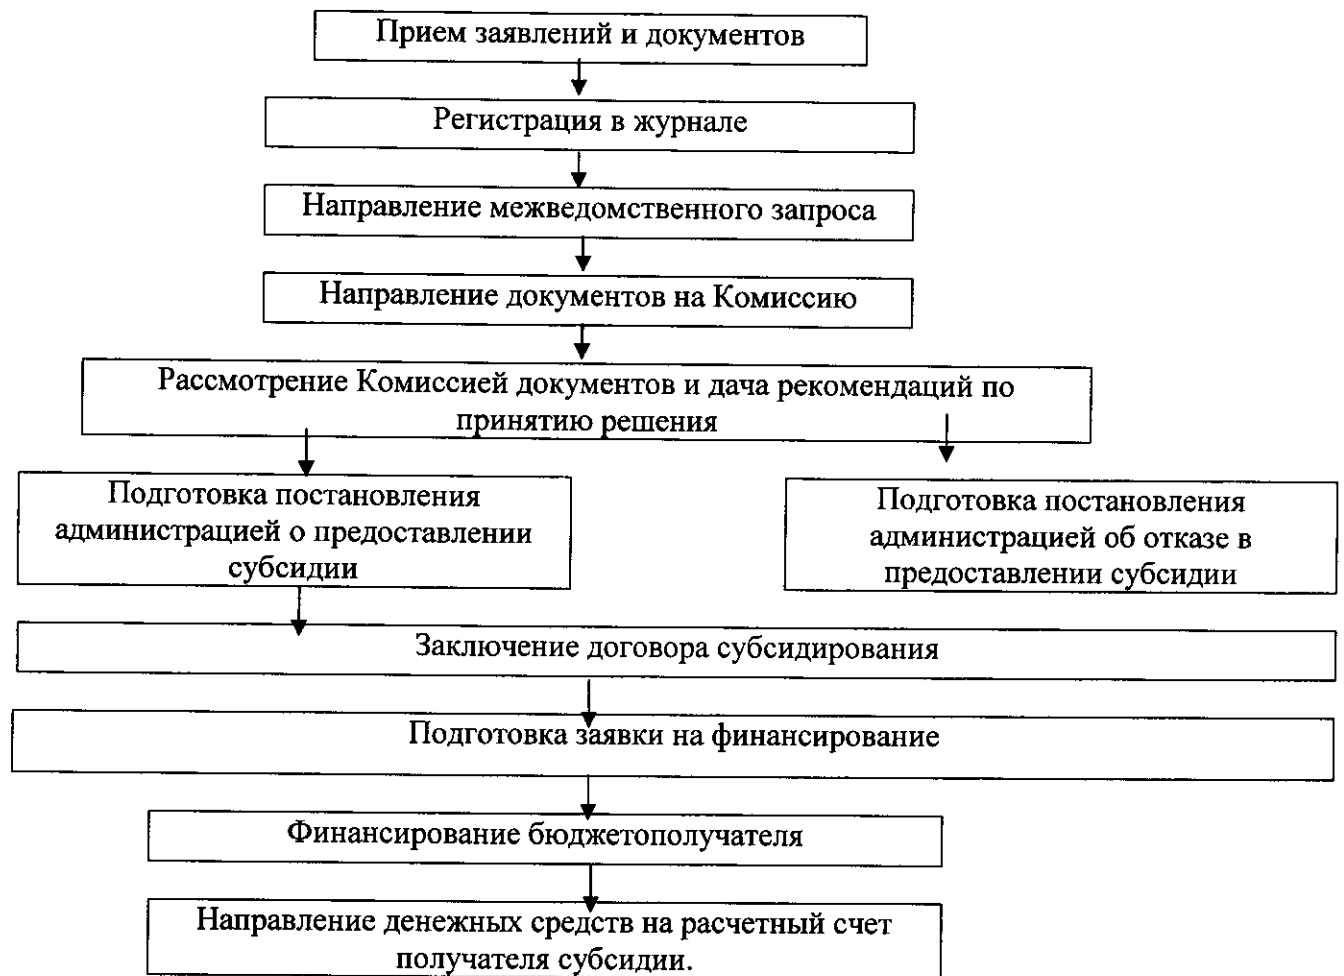 Прием заявлений и документов
Регистрация в журнале
Направление межведомственного запроса
Направление документов на Комиссию
Рассмотрение Комиссией документов и дача рекомендаций по
принятию решения
Подготовка постановления
администрацией о предоставлении
субсидии
Подготовка постановления
администрацией об отказе в
предоставлении субсидии
Заключение договора субсидирования
Подготовка заявки на финансирование
Финансирование бюджетополучателя
Направление денежных средств на расчетный счет
получателя субсидии.